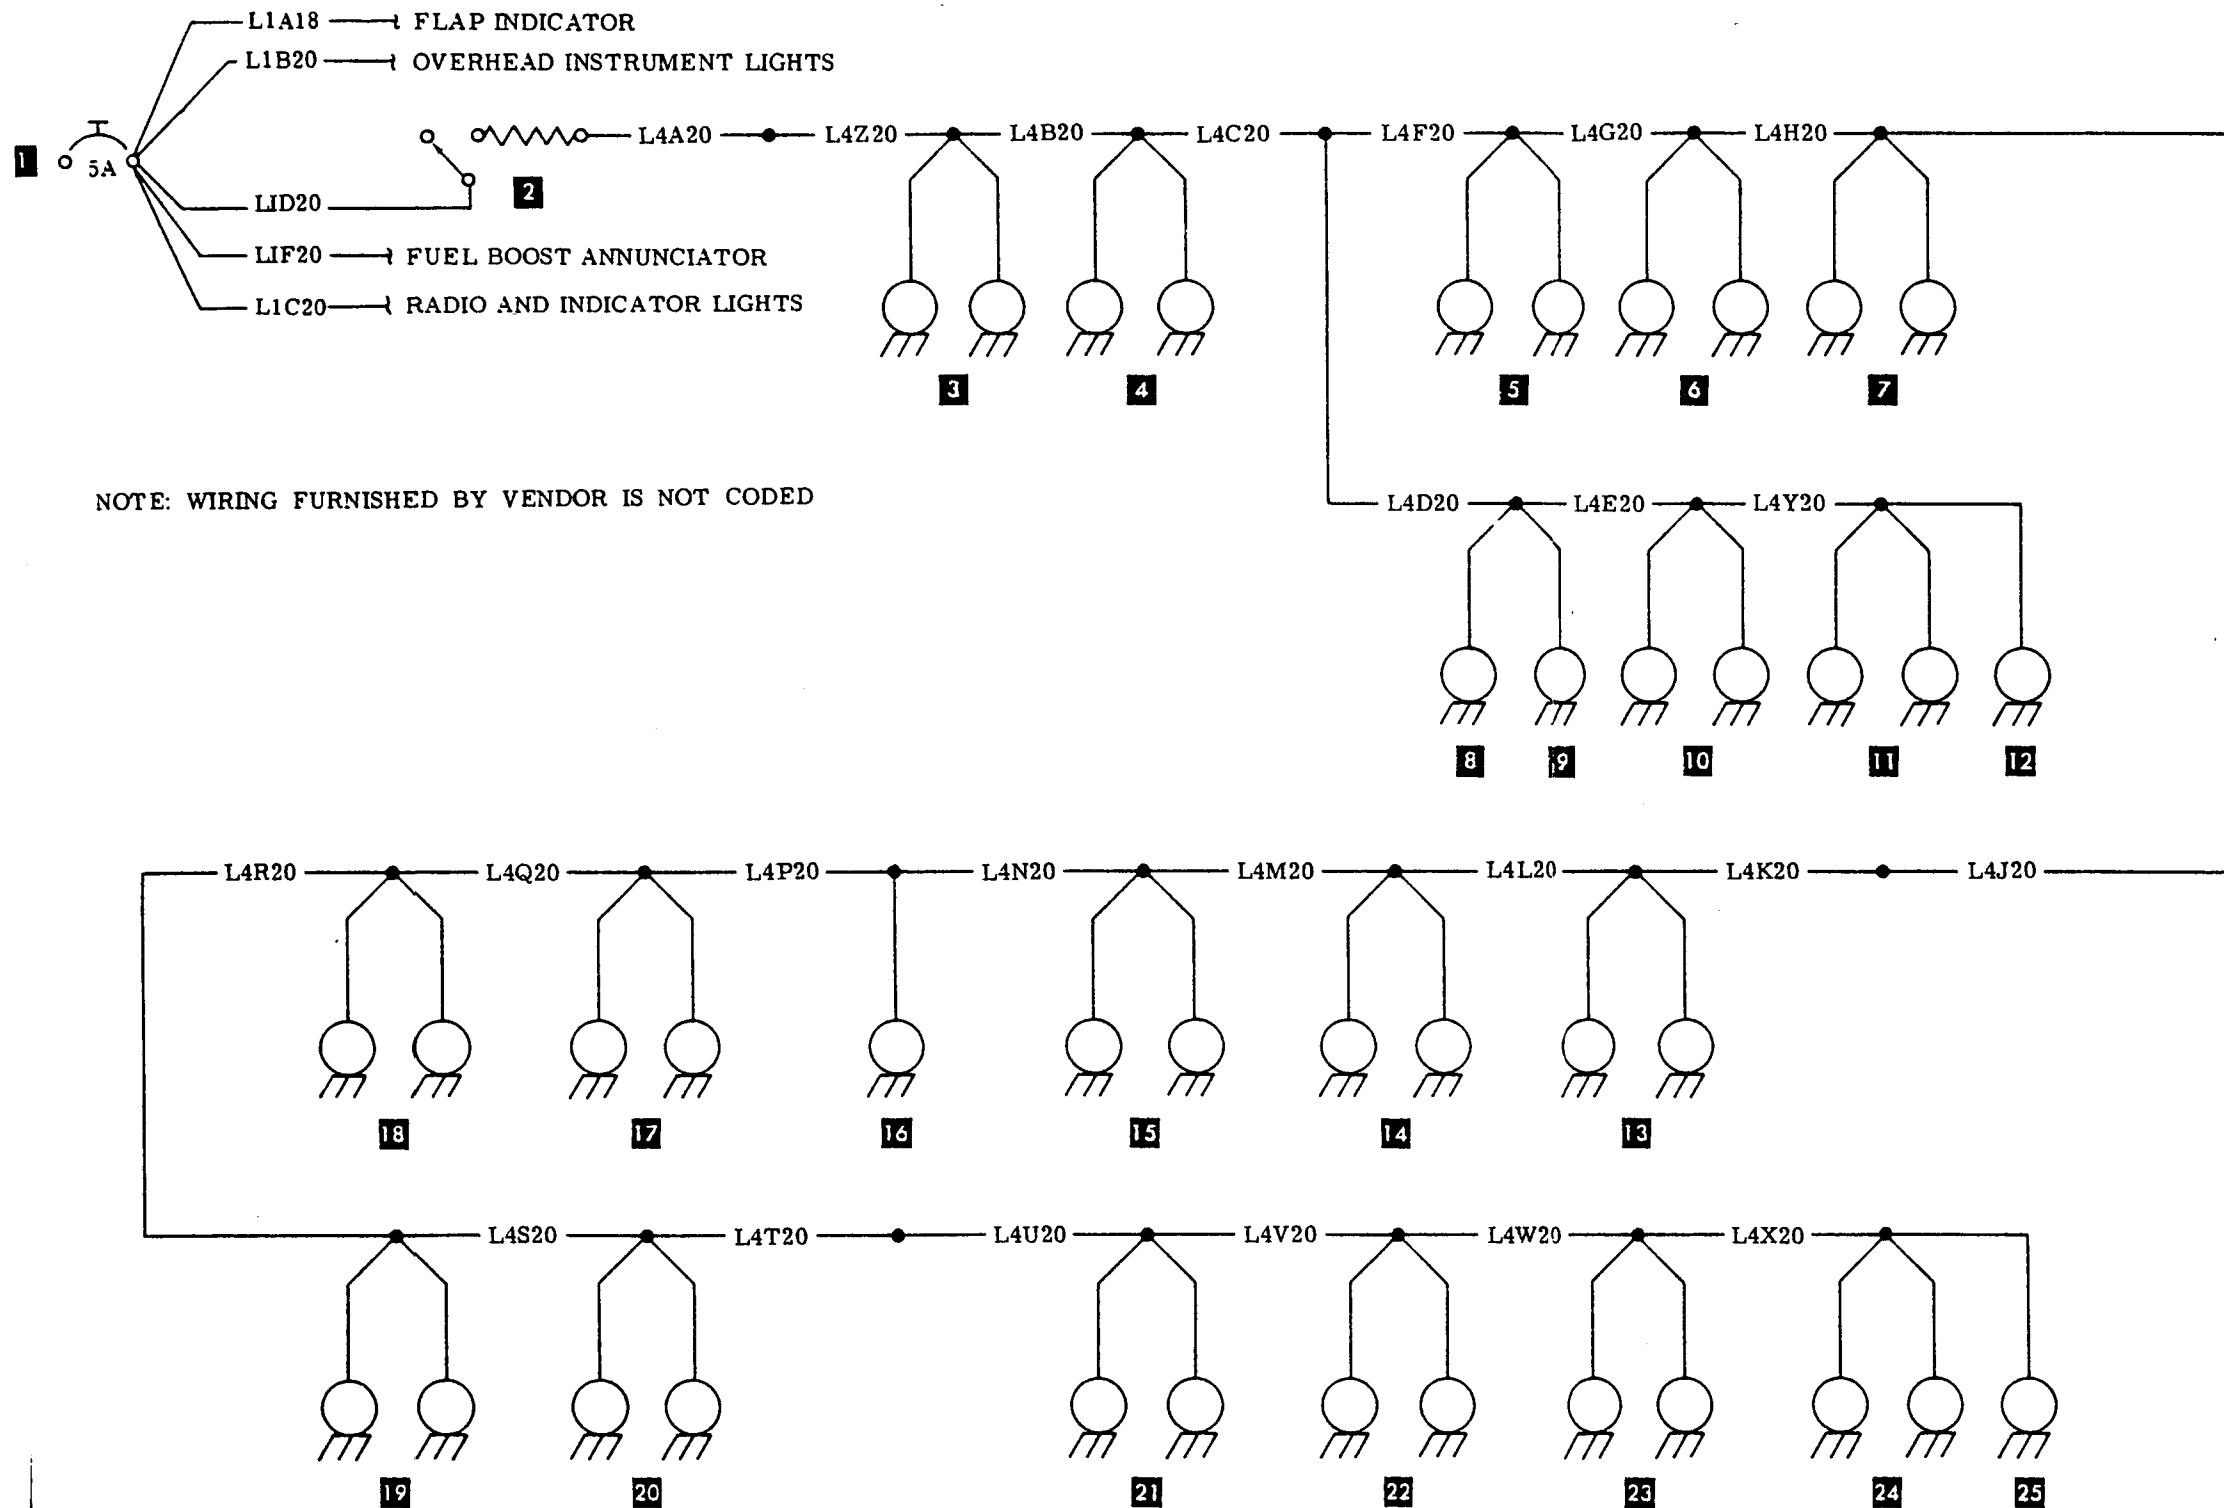 L1A18 FLAP INDICATOR
L1B20 OVERHEAD INSTRUMENT LIGHTS
1 5A
L4A20 L4Z20 L4B20 L4C20 L4F20 L4G20 L4H20
LID20
2
LIF20 FUEL BOOST ANNUNCIATOR
L1C20 RADIO AND INDICATOR LIGHTS
3 4 5 6 7
NOTE: WIRING FURNISHED BY VENDOR IS NOT CODED
L4D20 L4E20 L4Y20
8 9 10 11 12
L4R20 L4Q20 L4P20 L4N20 L4M20 L4L20 L4K20 L4J20
18 17 16 15 14 13
L4S20 L4T20 L4U20 L4V20 L4W20 L4X20
19 20 21 22 23 24 25